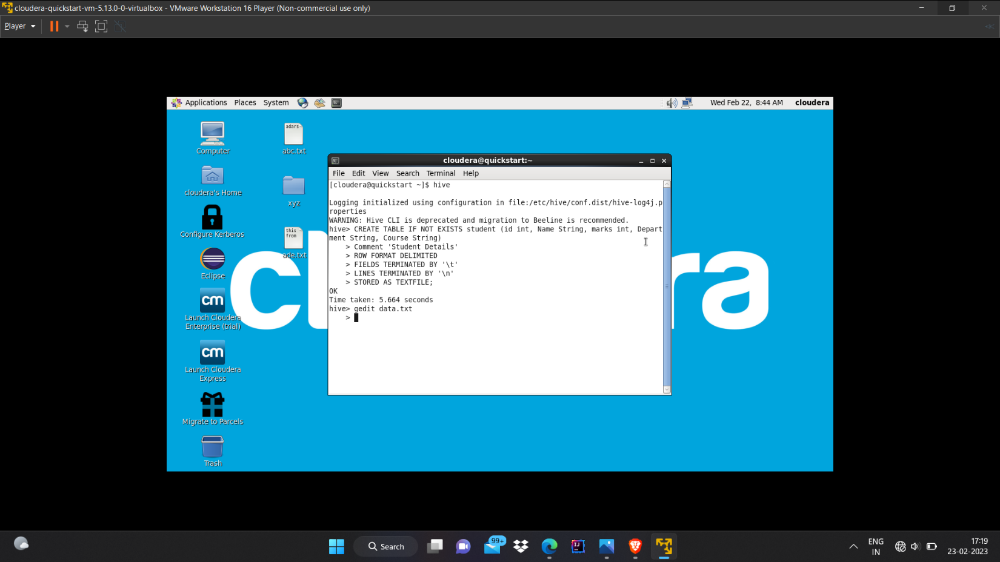 cloudera-quickstart-vm-5.13.0-0-virtualbox - VMware Workstation 16 Player (Non-commercial use only)
Player
Applications Places System
Wed Feb 22, 8:44 AM cloudera
Computer
cloudera's Home
Configure Kerberos
Eclipse
cm
Launch Cloudera
Enterprise (trial)
cm
Launch Cloudera
Express
Migrate to Parcels
Trash
adars
abc.txt
xyz
this
from
ade.txt
cloudera@quickstart:~
File Edit View Search Terminal Help
[cloudera@quickstart ~]$ hive
Logging initialized using configuration in file:/etc/hive/conf.dist/hive-log4j.p
roperties
WARNING: Hive CLI is deprecated and migration to Beeline is recommended.
hive> CREATE TABLE IF NOT EXISTS student (id int, Name String, marks int, Depart
ment String, Course String)
> Comment 'Student Details'
> ROW FORMAT DELIMITED
> FIELDS TERMINATED BY '\t'
> LINES TERMINATED BY '\n'
> STORED AS TEXTFILE;
OK
Time taken: 5.664 seconds
hive> gedit data.txt
>
Search
99+
IJ
ENG
IN
17:19
23-02-2023